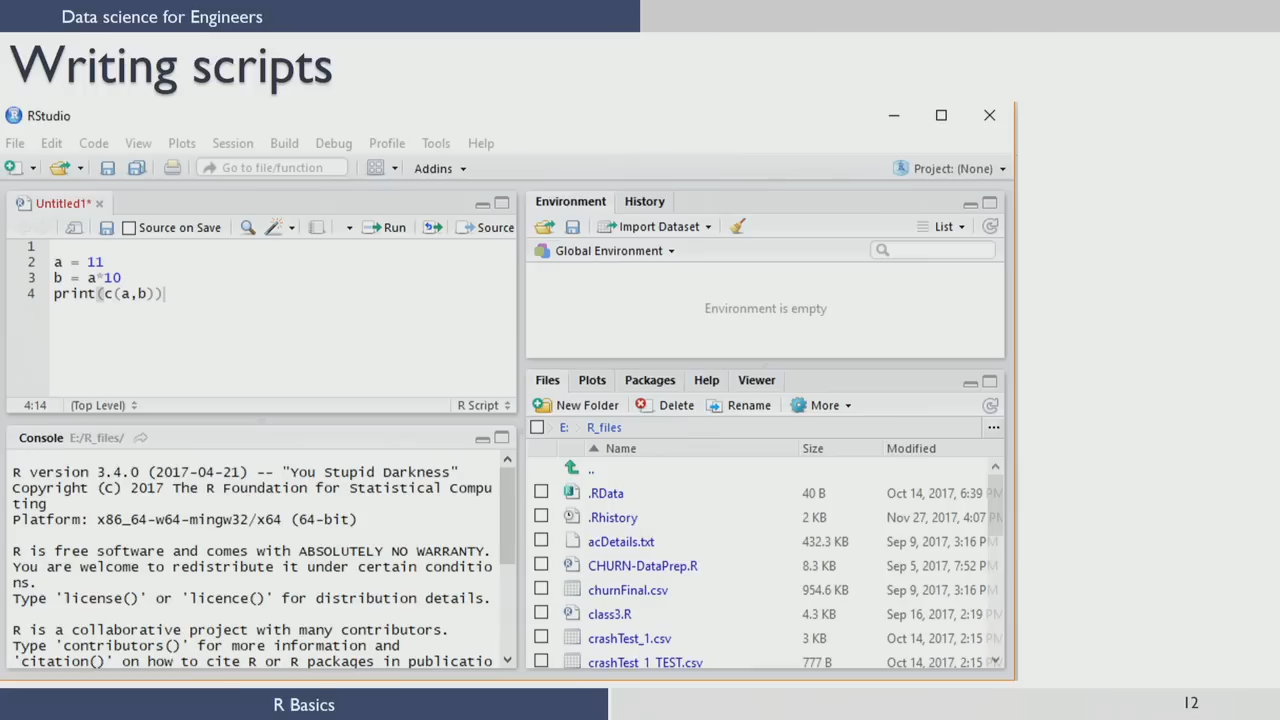 Data science for Engineers
Writing scripts
RStudio
File Edit Code View Plots Session Build Debug Profile Tools Help
Go to file/function Addins Project: (None)
Untitled1*
Source on Save Run Source
1
2 a = 11
3 b = a*10
4 print(c(a,b))
4:14 (Top Level) R Script
Console E:/R_files/
R version 3.4.0 (2017-04-21) -- "You Stupid Darkness"
Copyright (C) 2017 The R Foundation for Statistical Compu
ting
Platform: x86_64-w64-mingw32/x64 (64-bit)
R is free software and comes with ABSOLUTELY NO WARRANTY.
You are welcome to redistribute it under certain conditio
ns.
Type 'license()' or 'licence()' for distribution details.
R is a collaborative project with many contributors.
Type 'contributors()' for more information and
'citation()' on how to cite R or R packages in publicatio
Environment History
Import Dataset List
Global Environment
Environment is empty
Files Plots Packages Help Viewer
New Folder Delete Rename More
E: R_files ...
Name Size Modified
..
.RData 40 B Oct 14, 2017, 6:39 PM
.Rhistory 2 KB Nov 27, 2017, 4:07 PM
acDetails.txt 432.3 KB Sep 9, 2017, 3:16 PM
CHURN-DataPrep.R 8.3 KB Sep 5, 2017, 7:52 PM
churnFinal.csv 954.6 KB Sep 9, 2017, 3:16 PM
class3.R 4.3 KB Sep 16, 2017, 2:19 PM
crashTest_1.csv 3 KB Oct 14, 2017, 2:15 PM
crashTest_1_TEST.csv 777 B Oct 14, 2017, 2:15 PM
R Basics
12